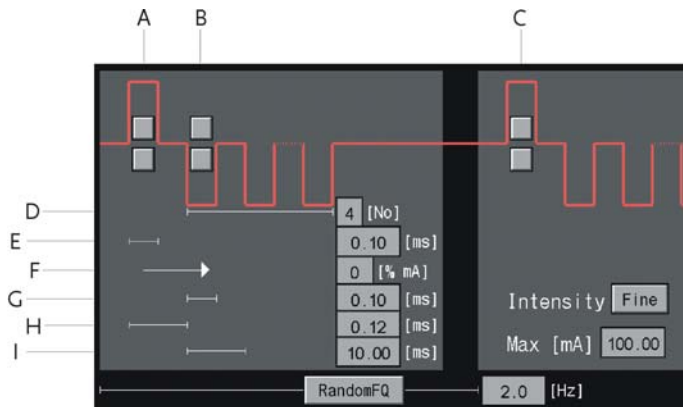 A B C
D 4 [No]
E 0.10 [ms]
F 0 [% mA]
G 0.10 [ms]
H 0.12 [ms]
I 10.00 [ms]
Intensity Fine
Max [mA] 100.00
RandomFQ 2.0 [Hz]